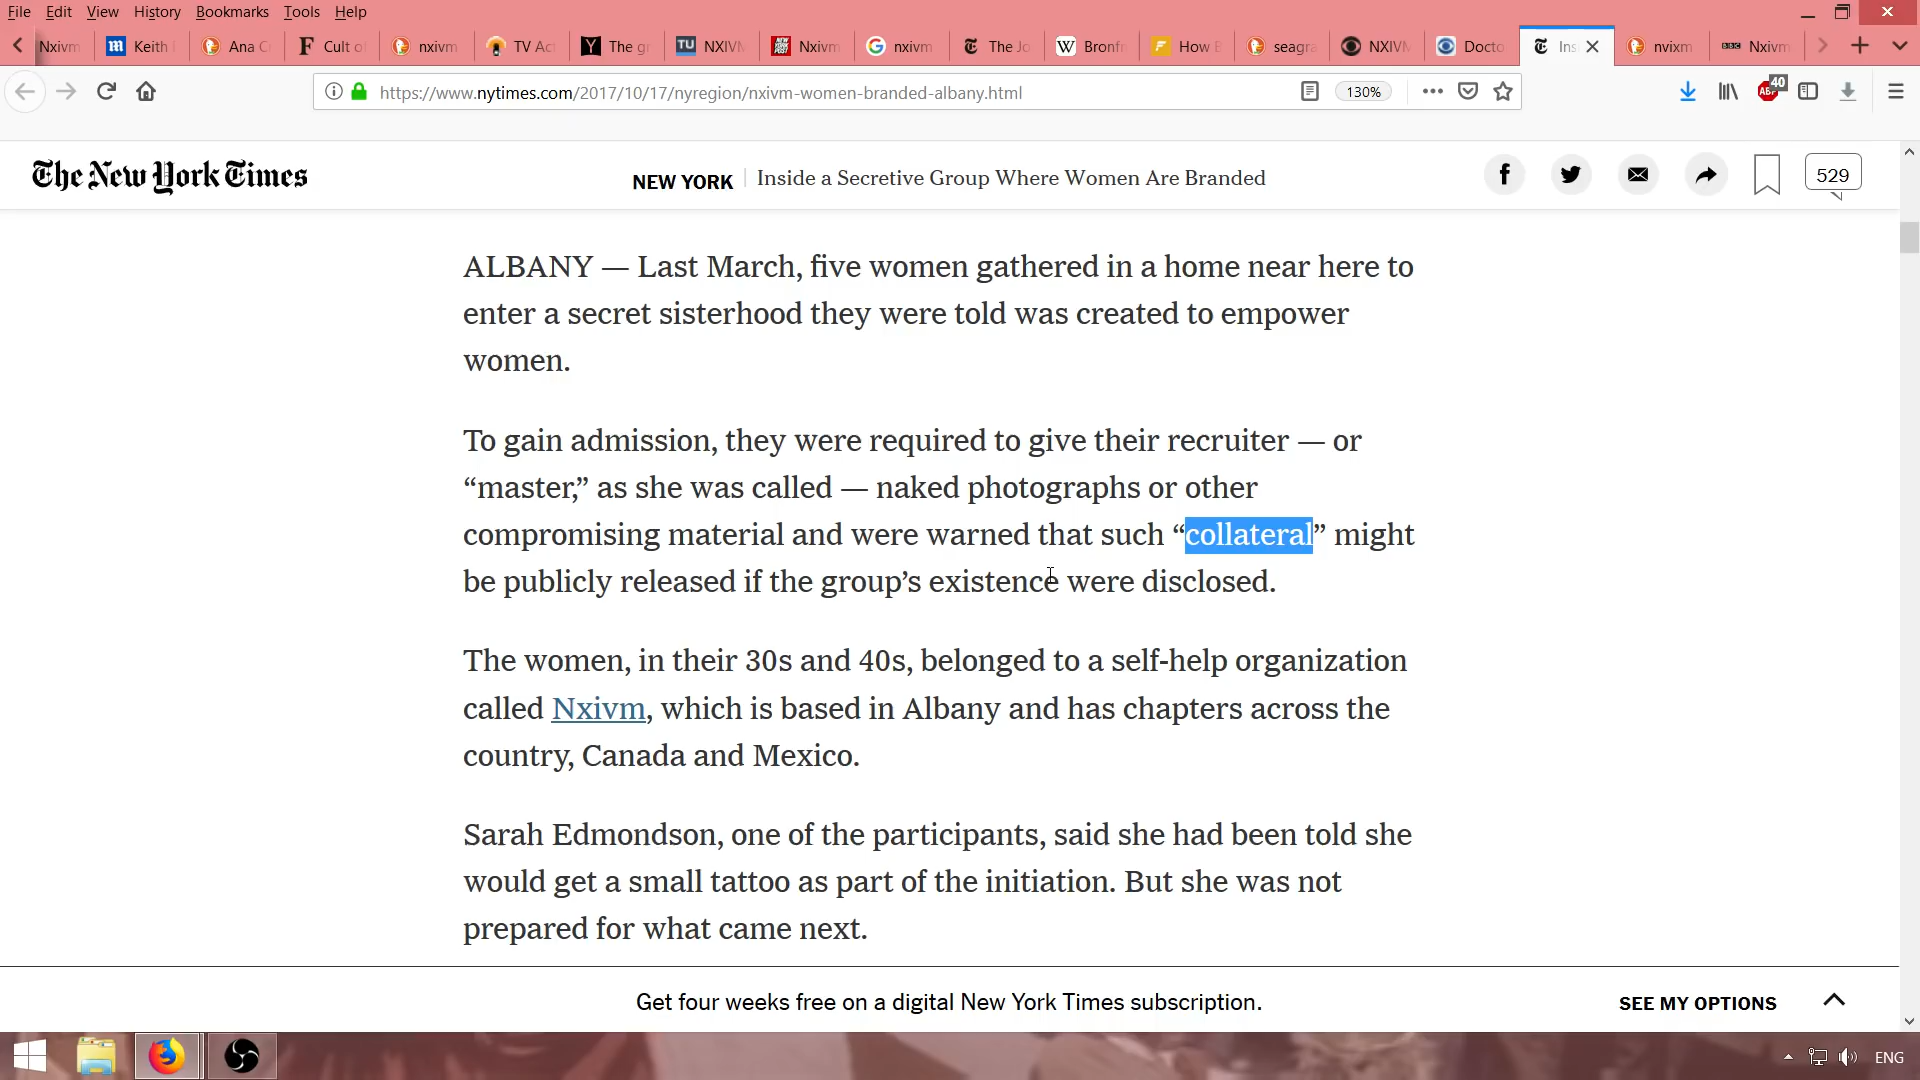 File Edit View History Bookmarks Tools Help
Nxivm Keith Ana C F Cult o nxivm TV Ac Y The g TU NXIV Nxivm G nxivm The Jo W Bronf F How B seagra NXIV Docto Ins nvixm BBC Nxivm
https://www.nytimes.com/2017/10/17/nyregion/nxivm-women-branded-albany.html 130% ABP 40
The New York Times NEW YORK Inside a Secretive Group Where Women Are Branded 529
ALBANY — Last March, five women gathered in a home near here to
enter a secret sisterhood they were told was created to empower
women.
To gain admission, they were required to give their recruiter — or
“master,” as she was called — naked photographs or other
compromising material and were warned that such “collateral” might
be publicly released if the group’s existence were disclosed.
The women, in their 30s and 40s, belonged to a self-help organization
called Nxivm, which is based in Albany and has chapters across the
country, Canada and Mexico.
Sarah Edmondson, one of the participants, said she had been told she
would get a small tattoo as part of the initiation. But she was not
prepared for what came next.
Get four weeks free on a digital New York Times subscription. SEE MY OPTIONS
ENG